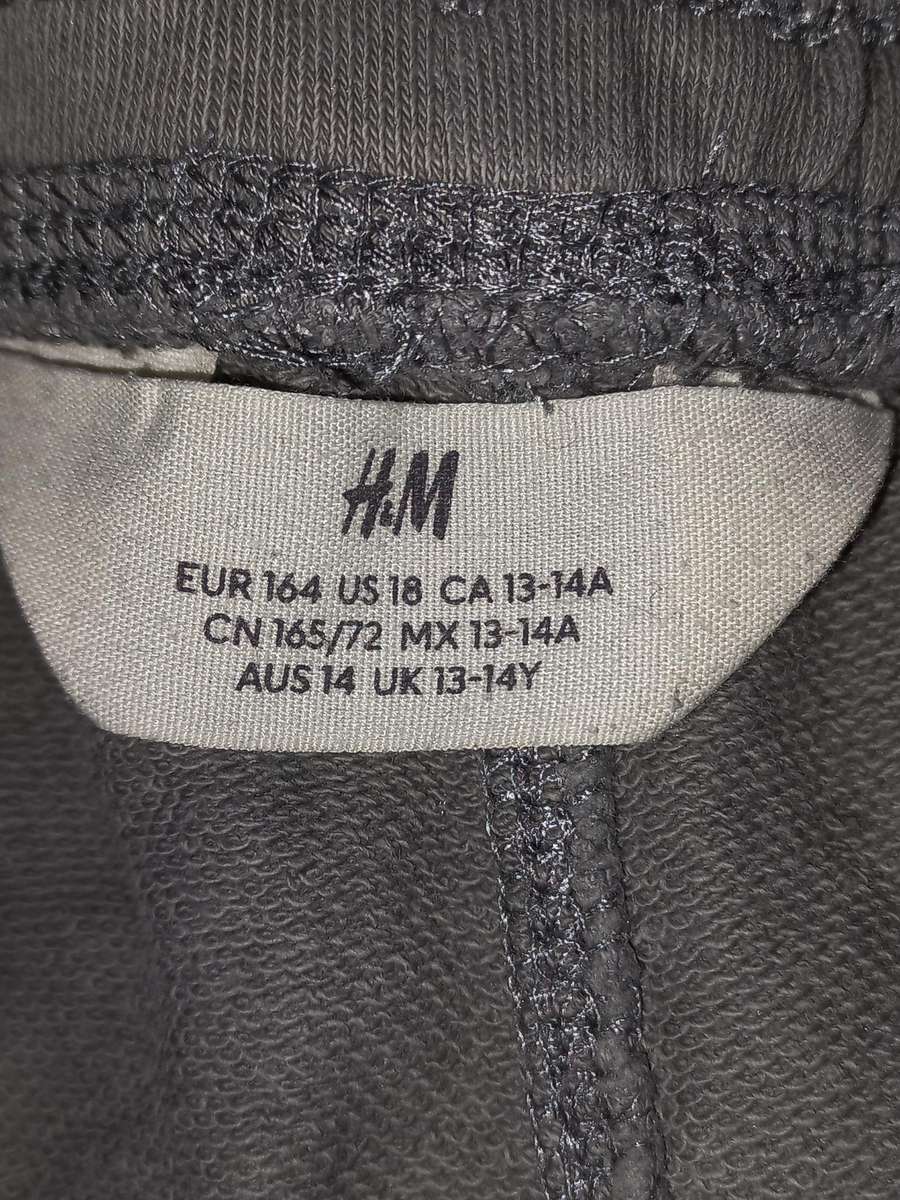 H&M
EUR 164 US 18 CA 13-14A
CN 165/72 MX 13-14A
AUS 14 UK 13-14Y